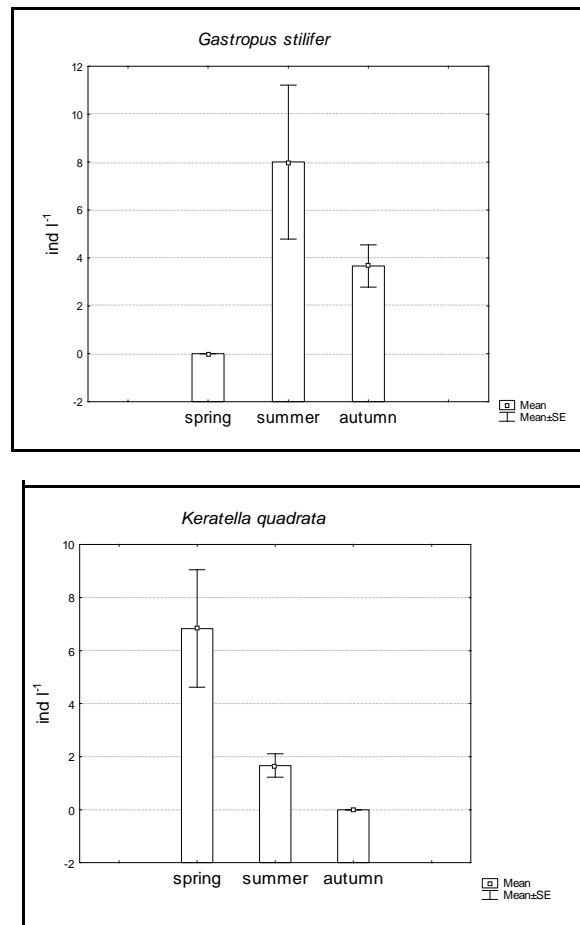 Gastropus stilifer
12
10
8
6
4
2
0
-2
ind l⁻¹
spring summer autumn
Mean
Mean±SE
Keratella quadrata
10
8
6
4
2
0
-2
ind l⁻¹
spring summer autumn
Mean
Mean±SE